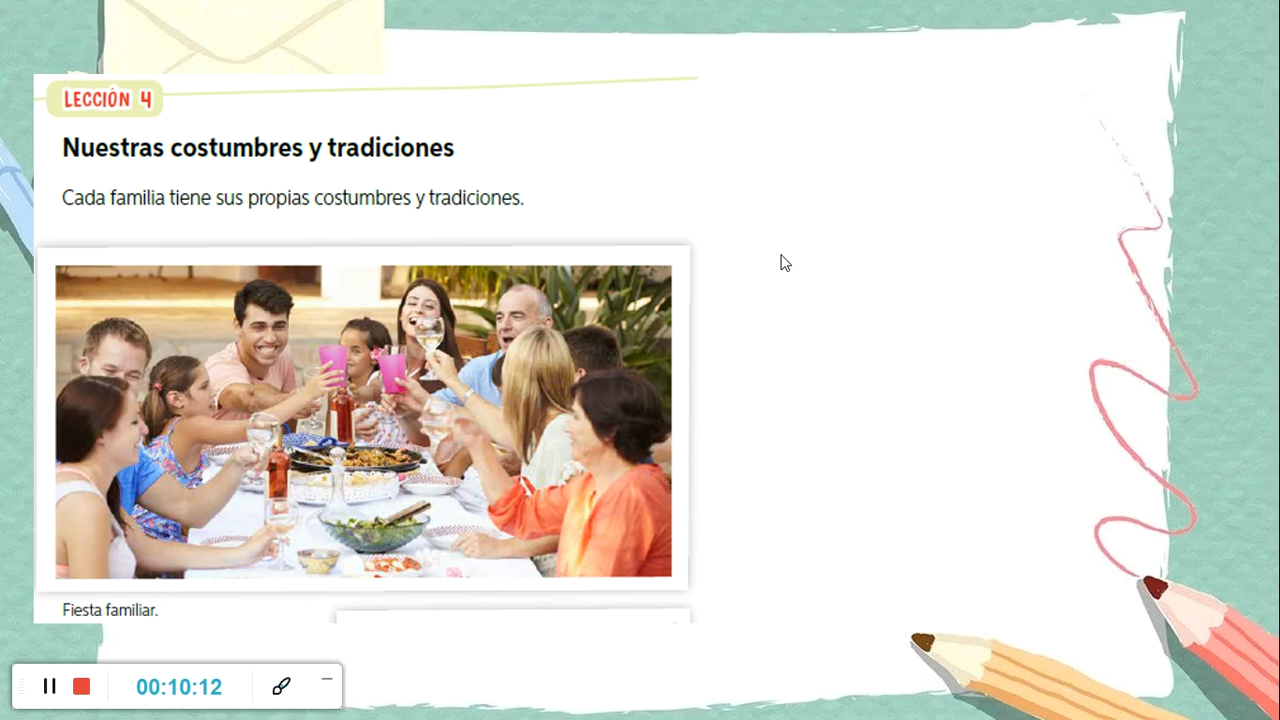 LECCIÓN 4
Nuestras costumbres y tradiciones
Cada familia tiene sus propias costumbres y tradiciones.
Fiesta familiar.
00:10:12